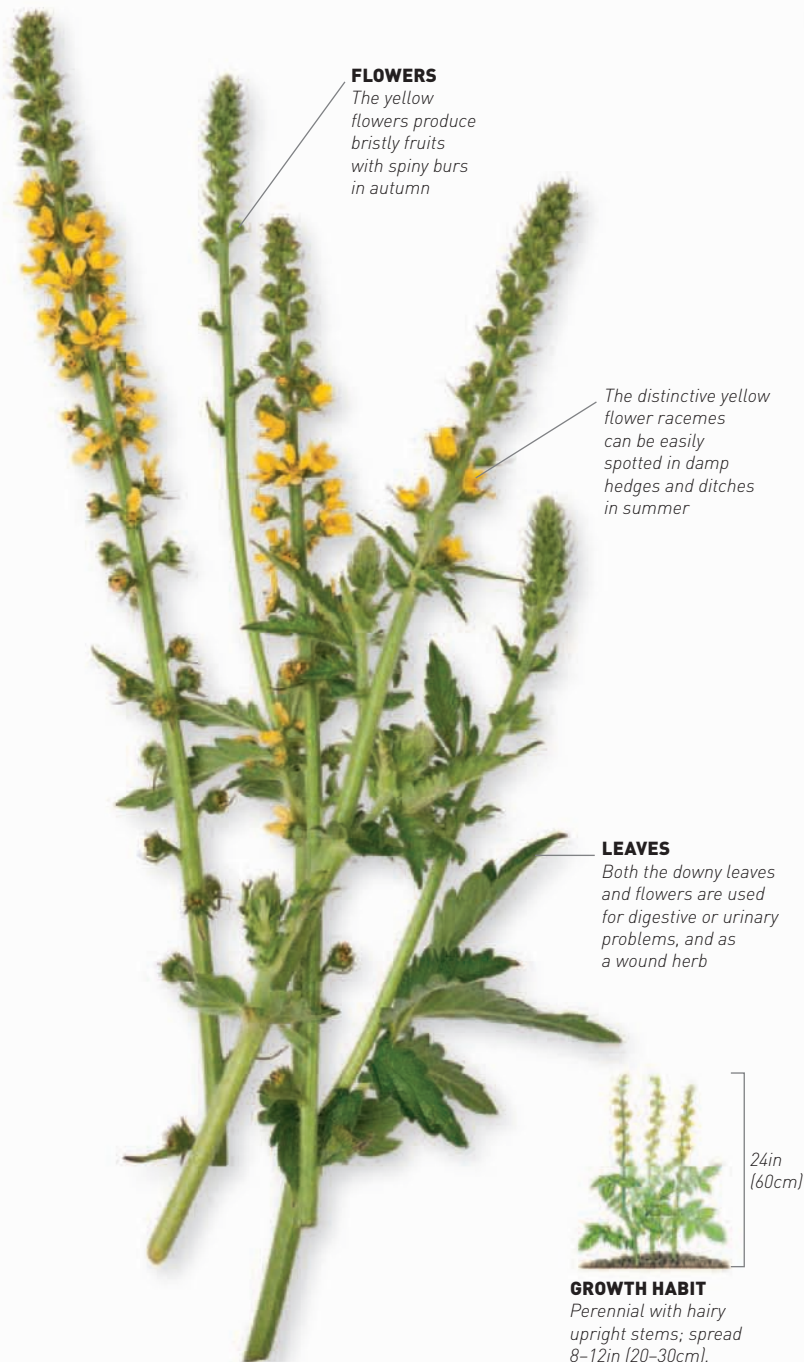 FLOWERS
The yellow
flowers produce
bristly fruits
with spiny burs
in autumn
The distinctive yellow
flower racemes
can be easily
spotted in damp
hedges and ditches
in summer
LEAVES
Both the downy leaves
and flowers are used
for digestive or urinary
problems, and as
a wound herb
24in
(60cm)
GROWTH HABIT
Perennial with hairy
upright stems; spread
8–12in (20–30cm).